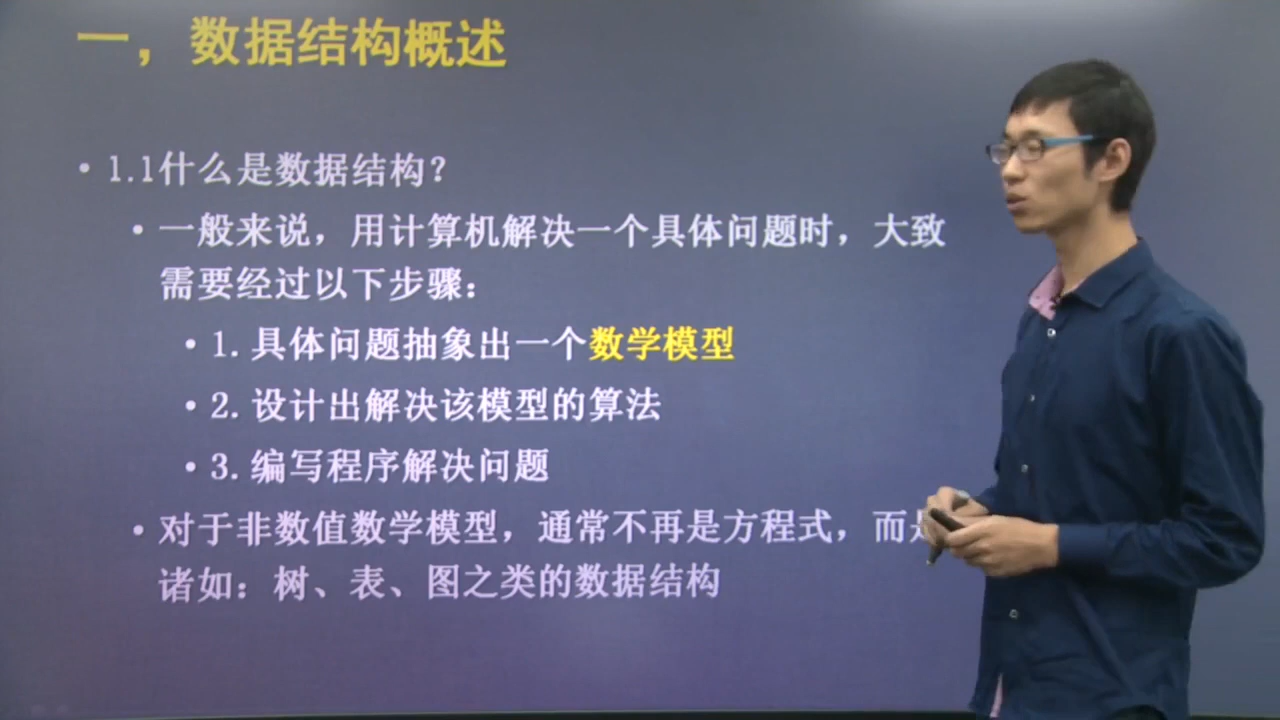 一，数据结构概述
• 1.1什么是数据结构？
• 一般来说，用计算机解决一个具体问题时，大致
需要经过以下步骤：
• 1. 具体问题抽象出一个数学模型
• 2. 设计出解决该模型的算法
• 3. 编写程序解决问题
• 对于非数值数学模型，通常不再是方程式，而是
诸如：树、表、图之类的数据结构